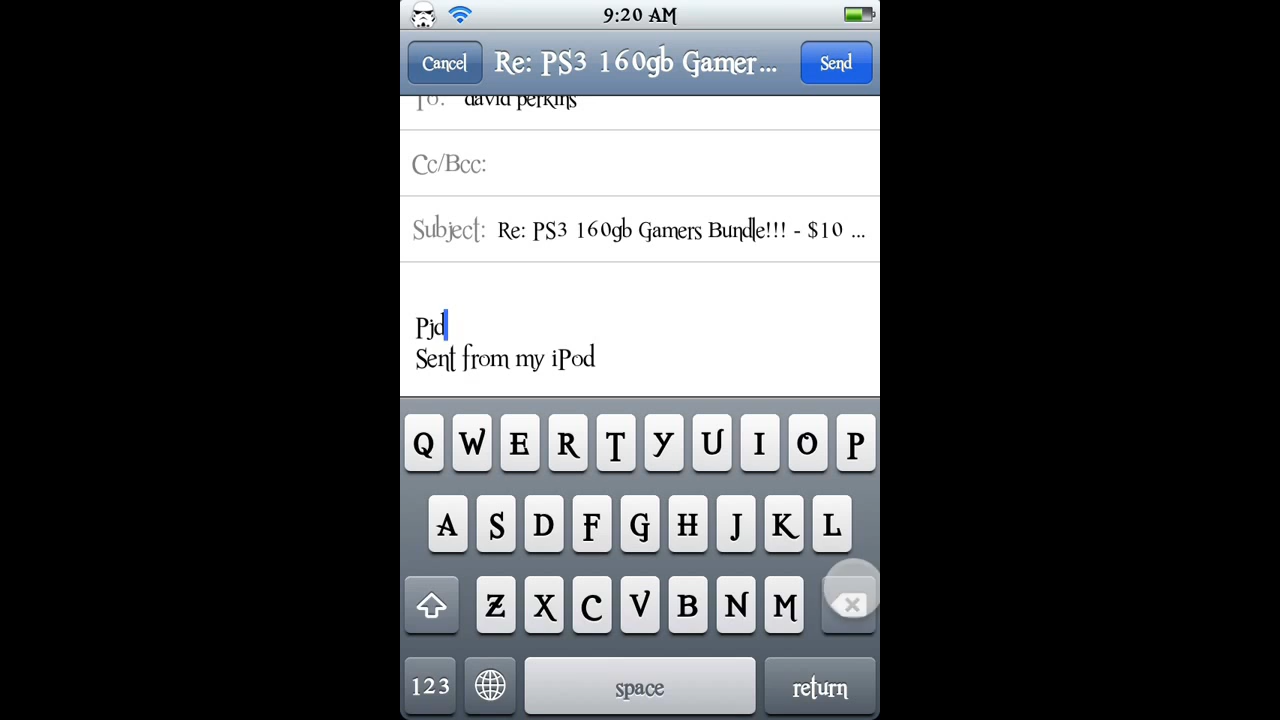 9:20 AM
Cancel Re: PS3 160gb Gamer... Send
To: david perkins
Cc/Bcc:
Subject: Re: PS3 160gb Gamers Bundle!!! - $10 ...
Pjd
Sent from my iPod
Q W E R T Y U I O P
A S D F G H J K L
Z X C V B N M
123 space return